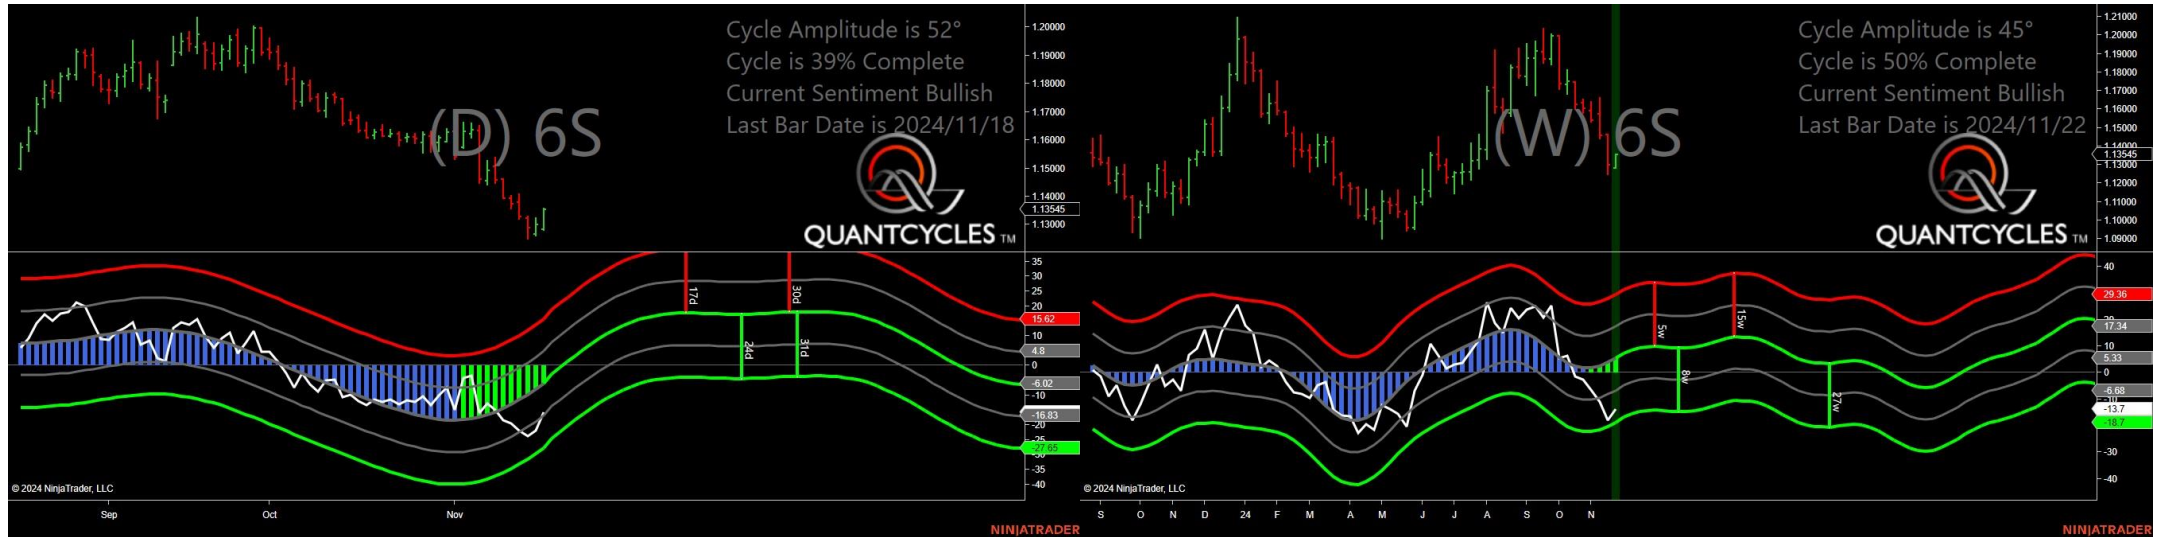 Cycle Amplitude is 52°
Cycle is 39% Complete
Current Sentiment Bullish
Last Bar Date is 2024/11/18
(D) 6S
QUANTCYCLES TM
1.20000
1.19000
1.18000
1.17000
1.16000
1.15000
1.14000
1.13545
1.13000
17d
30d
24d
31d
35
30
25
20
15.62
10
4.8
0
-6.02
-10
-16.83
-20
-27.65
-35
-40
© 2024 NinjaTrader, LLC
Sep
Oct
Nov
NINJATRADER
Cycle Amplitude is 45°
Cycle is 50% Complete
Current Sentiment Bullish
Last Bar Date is 2024/11/22
(W) 6S
QUANTCYCLES TM
1.21000
1.20000
1.19000
1.18000
1.17000
1.16000
1.15000
1.13545
1.13000
1.12000
1.11000
1.10000
1.09000
5w
15w
8w
27w
40
29.36
17.34
10
5.33
0
-6.68
-13.7
-18.7
-30
-40
© 2024 NinjaTrader, LLC
S O N D 24 F M A M J J A S O N
NINJATRADER